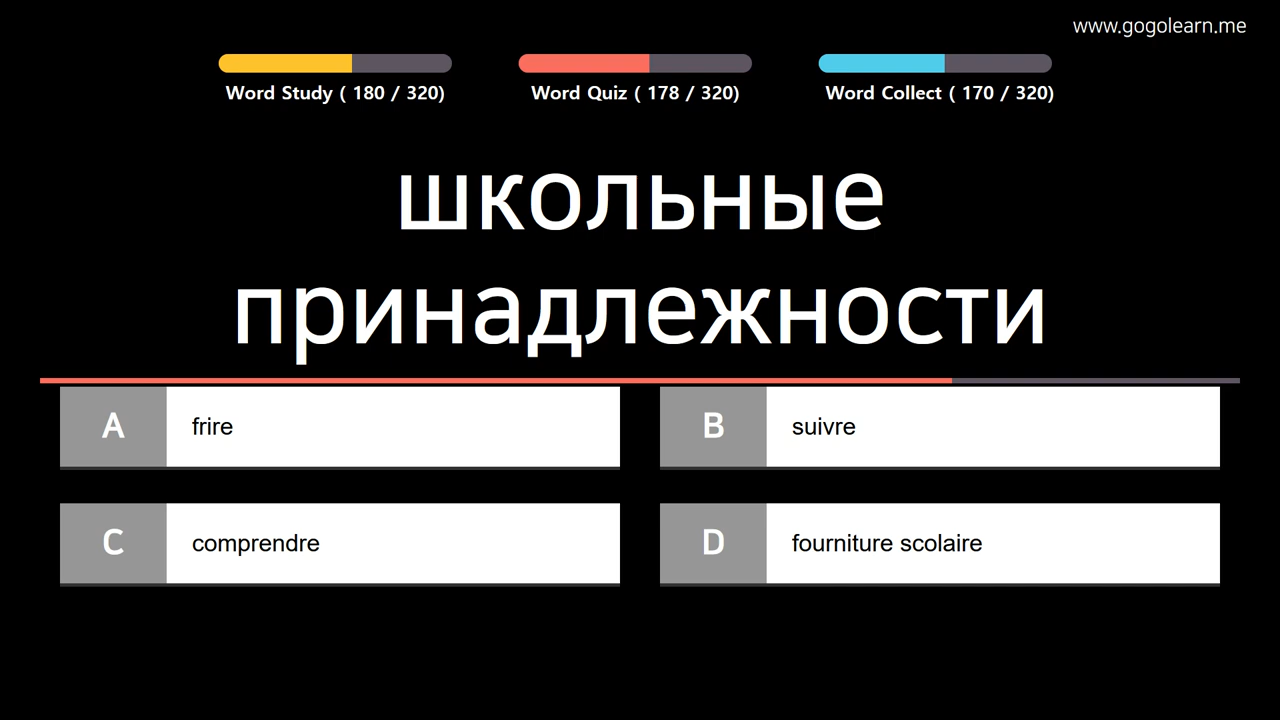 www.gogolearn.me
Word Study ( 180 / 320)
Word Quiz ( 178 / 320)
Word Collect ( 170 / 320)
школьные
принадлежности
A frire
B suivre
C comprendre
D fourniture scolaire